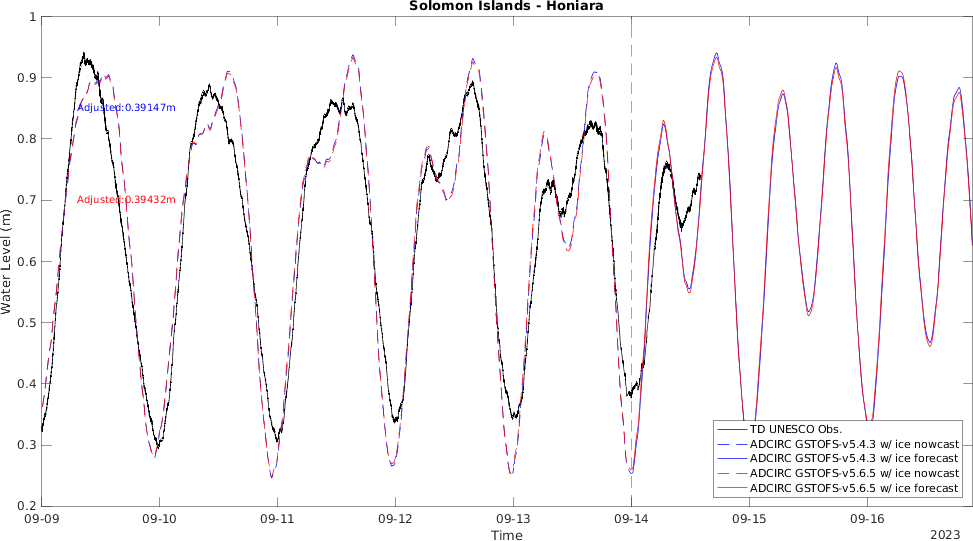 Solomon Islands - Honiara
1
0.9
0.8
0.7
0.6
0.5
0.4
0.3
0.2
Water Level (m)
Adjusted:0.39147m
Adjusted:0.39432m
TD UNESCO Obs.
ADCIRC GSTOFS-v5.4.3 w/ ice nowcast
ADCIRC GSTOFS-v5.4.3 w/ ice forecast
ADCIRC GSTOFS-v5.6.5 w/ ice nowcast
ADCIRC GSTOFS-v5.6.5 w/ ice forecast
09-09 09-10 09-11 09-12 09-13 09-14 09-15 09-16
Time
2023